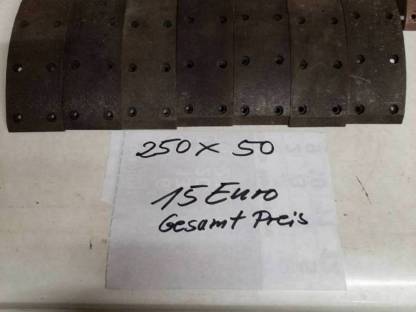 250 x 50
15 Euro
Gesamt Preis